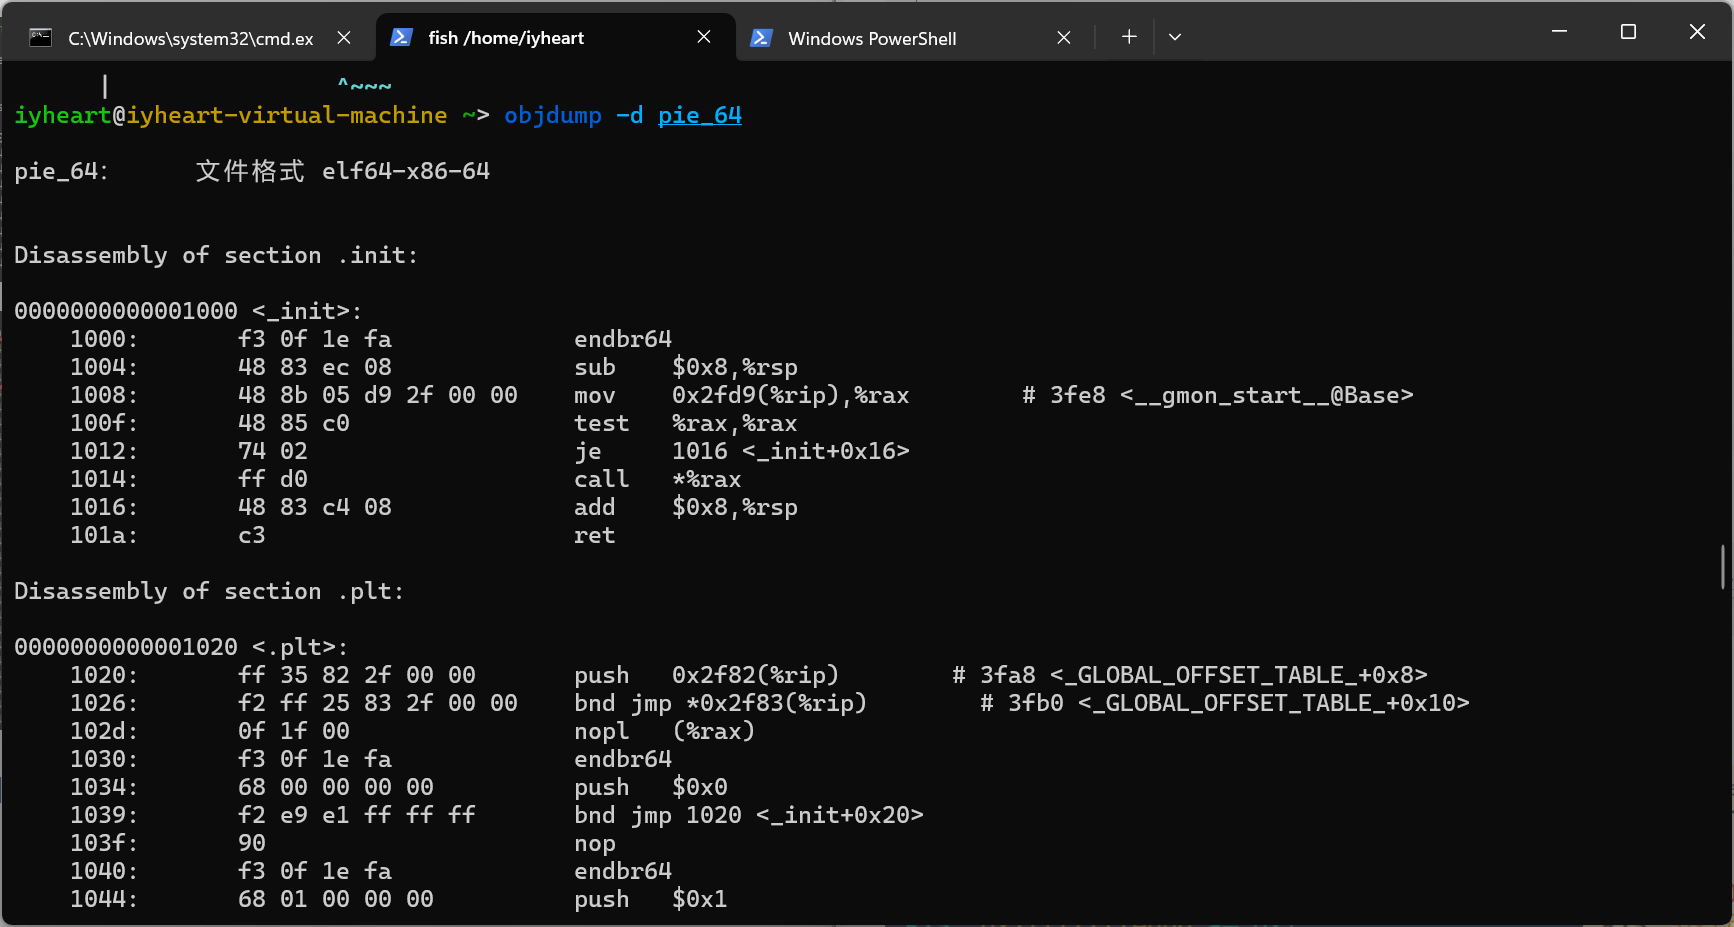 C:\Windows\system32\cmd.ex
fish /home/iyheart
Windows PowerShell
|                ^~~~
iyheart@iyheart-virtual-machine ~> objdump -d pie_64
pie_64:      文件格式 elf64-x86-64
Disassembly of section .init:
0000000000001000 <_init>:
    1000:       f3 0f 1e fa             endbr64
    1004:       48 83 ec 08             sub    $0x8,%rsp
    1008:       48 8b 05 d9 2f 00 00    mov    0x2fd9(%rip),%rax        # 3fe8 <__gmon_start__@Base>
    100f:       48 85 c0                test   %rax,%rax
    1012:       74 02                   je     1016 <_init+0x16>
    1014:       ff d0                   call   *%rax
    1016:       48 83 c4 08             add    $0x8,%rsp
    101a:       c3                      ret
Disassembly of section .plt:
0000000000001020 <.plt>:
    1020:       ff 35 82 2f 00 00       push   0x2f82(%rip)        # 3fa8 <_GLOBAL_OFFSET_TABLE_+0x8>
    1026:       f2 ff 25 83 2f 00 00    bnd jmp *0x2f83(%rip)        # 3fb0 <_GLOBAL_OFFSET_TABLE_+0x10>
    102d:       0f 1f 00                nopl   (%rax)
    1030:       f3 0f 1e fa             endbr64
    1034:       68 00 00 00 00          push   $0x0
    1039:       f2 e9 e1 ff ff ff       bnd jmp 1020 <_init+0x20>
    103f:       90                      nop
    1040:       f3 0f 1e fa             endbr64
    1044:       68 01 00 00 00          push   $0x1